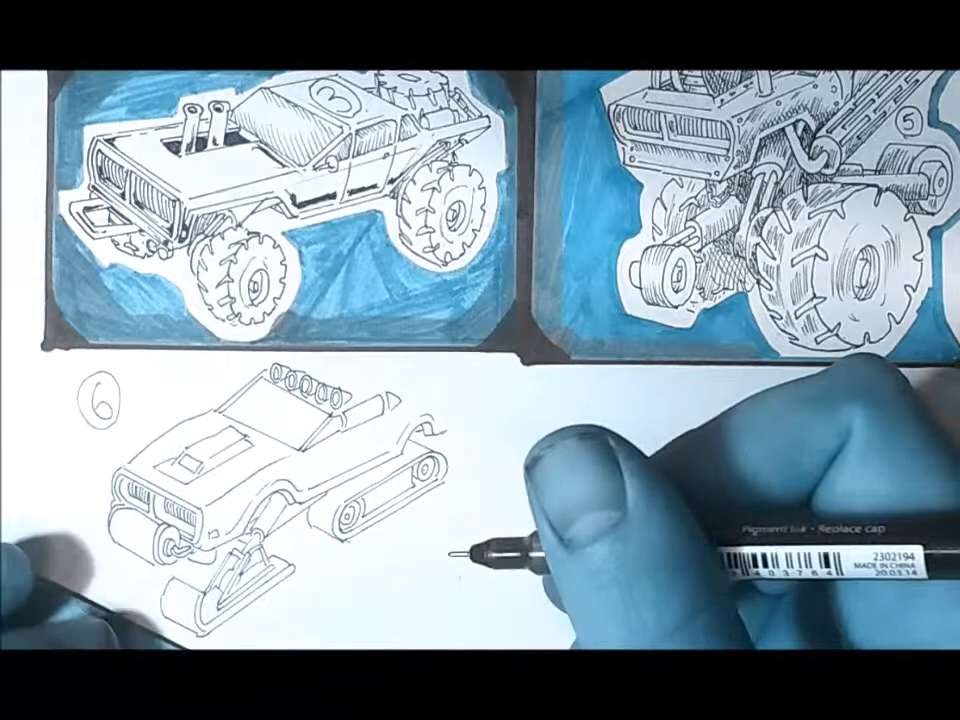 3
5
6
Pigment Ink - Replace cap
2302194
MADE IN CHINA
20.03.14